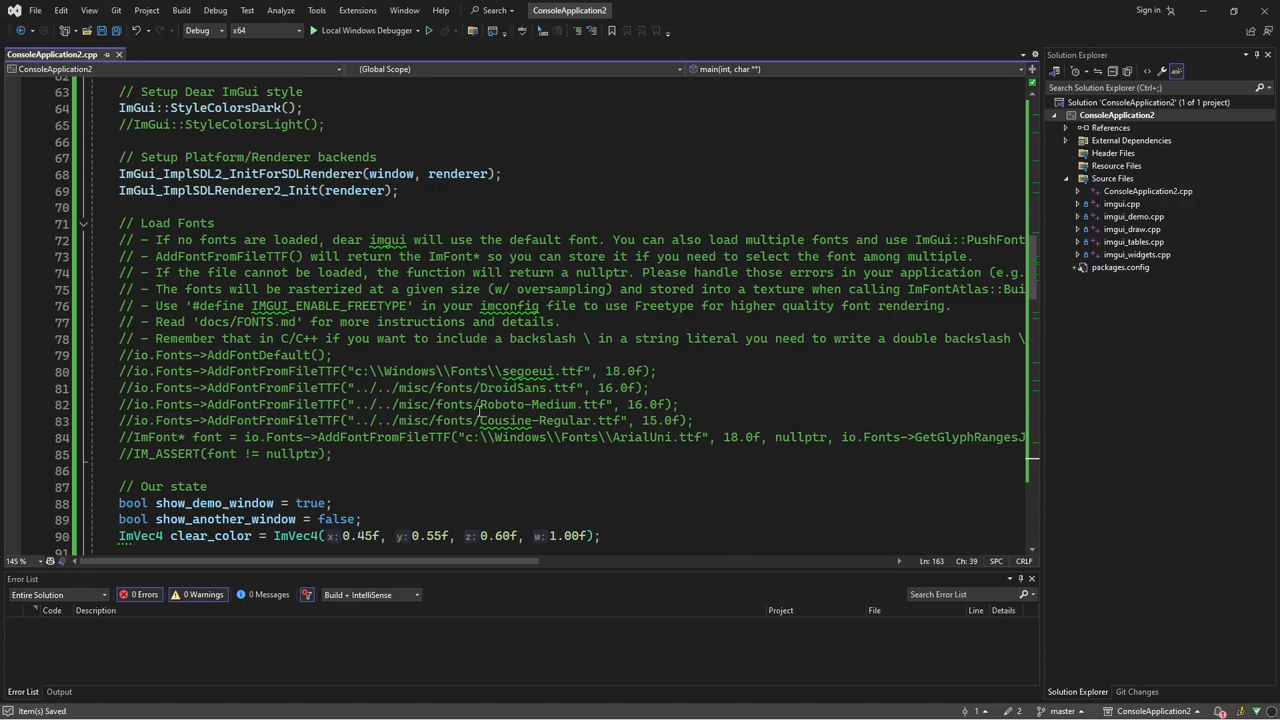 File Edit View Git Project Build Debug Test Analyze Tools Extensions Window Help Search ConsoleApplication2 Sign in
Debug x64 Local Windows Debugger
ConsoleApplication2.cpp Solution Explorer
ConsoleApplication2 (Global Scope) main(int, char **)
62
63 // Setup Dear ImGui style
64 ImGui::StyleColorsDark();
65 //ImGui::StyleColorsLight();
66
67 // Setup Platform/Renderer backends
68 ImGui_ImplSDL2_InitForSDLRenderer(window, renderer);
69 ImGui_ImplSDLRenderer2_Init(renderer);
70
71 // Load Fonts
72 // - If no fonts are loaded, dear imgui will use the default font. You can also load multiple fonts and use ImGui::PushFont
73 // - AddFontFromFileTTF() will return the ImFont* so you can store it if you need to select the font among multiple.
74 // - If the file cannot be loaded, the function will return a nullptr. Please handle those errors in your application (e.g.
75 // - The fonts will be rasterized at a given size (w/ oversampling) and stored into a texture when calling ImFontAtlas::Bui
76 // - Use '#define IMGUI_ENABLE_FREETYPE' in your imconfig file to use Freetype for higher quality font rendering.
77 // - Read 'docs/FONTS.md' for more instructions and details.
78 // - Remember that in C/C++ if you want to include a backslash \ in a string literal you need to write a double backslash \
79 //io.Fonts->AddFontDefault();
80 //io.Fonts->AddFontFromFileTTF("c:\\Windows\\Fonts\\segoeui.ttf", 18.0f);
81 //io.Fonts->AddFontFromFileTTF("../../misc/fonts/DroidSans.ttf", 16.0f);
82 //io.Fonts->AddFontFromFileTTF("../../misc/fonts/Roboto-Medium.ttf", 16.0f);
83 //io.Fonts->AddFontFromFileTTF("../../misc/fonts/Cousine-Regular.ttf", 15.0f);
84 //ImFont* font = io.Fonts->AddFontFromFileTTF("c:\\Windows\\Fonts\\ArialUni.ttf", 18.0f, nullptr, io.Fonts->GetGlyphRangesJ
85 //IM_ASSERT(font != nullptr);
86
87 // Our state
88 bool show_demo_window = true;
89 bool show_another_window = false;
90 ImVec4 clear_color = ImVec4(x: 0.45f, y: 0.55f, z: 0.60f, w: 1.00f);
91
145 % Ln: 163 Ch: 39 SPC CRLF
Search Solution Explorer (Ctrl+;)
Solution 'ConsoleApplication2' (1 of 1 project)
ConsoleApplication2
References
External Dependencies
Header Files
Resource Files
Source Files
ConsoleApplication2.cpp
imgui.cpp
imgui_demo.cpp
imgui_draw.cpp
imgui_tables.cpp
imgui_widgets.cpp
packages.config
Error List
Entire Solution 0 Errors 0 Warnings 0 Messages Build + IntelliSense Search Error List
Code Description Project File Line Details
Error List Output Solution Explorer Git Changes
Item(s) Saved 1 2 master ConsoleApplication2 1